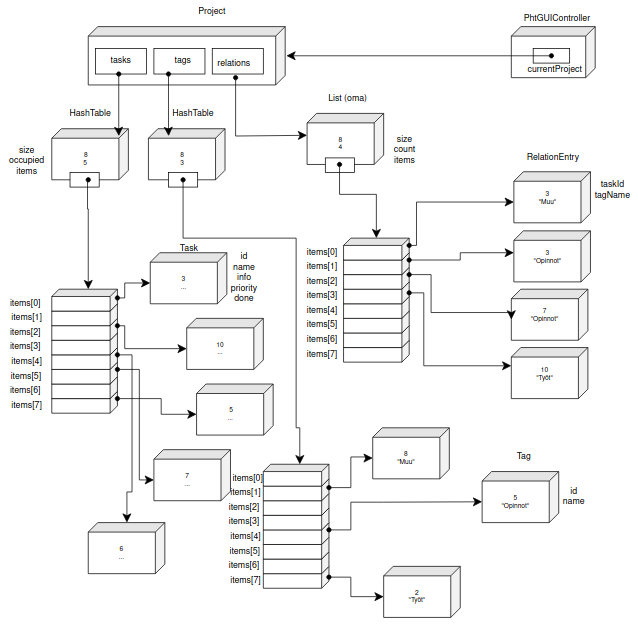 Project
PhtGUIController
tasks
tags
relations
currentProject
HashTable
HashTable
List (oma)
size
occupied
items
8
5
8
3
8
4
size
count
items
RelationEntry
3
"Muu"
taskId
tagName
3
"Opinnot"
7
"Opinnot"
10
"Työt"
items[0]
items[1]
items[2]
items[3]
items[4]
items[5]
items[6]
items[7]
Task
3
...
id
name
info
priority
done
items[0]
items[1]
items[2]
items[3]
items[4]
items[5]
items[6]
items[7]
10
...
5
...
7
...
6
...
items[0]
items[1]
items[2]
items[3]
items[4]
items[5]
items[6]
items[7]
8
"Muu"
Tag
5
"Opinnot"
id
name
2
"Työt"